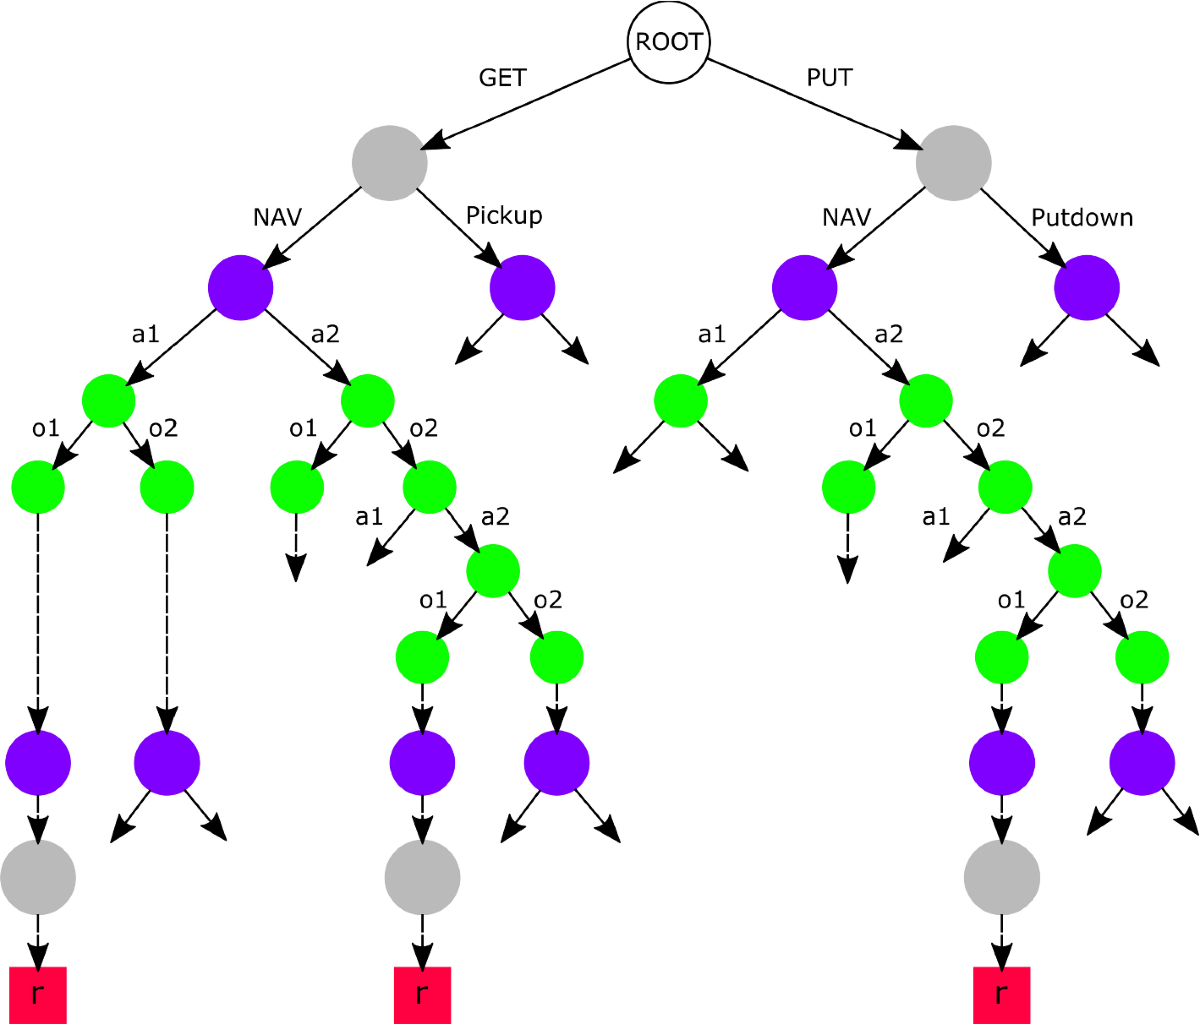 ROOT
GET PUT
NAV Pickup NAV Putdown
a1 a2 a1 a2
o1 o2 o1 o2 o1 o2
a1 a2 a1 a2
o1 o2 o1 o2
r r r